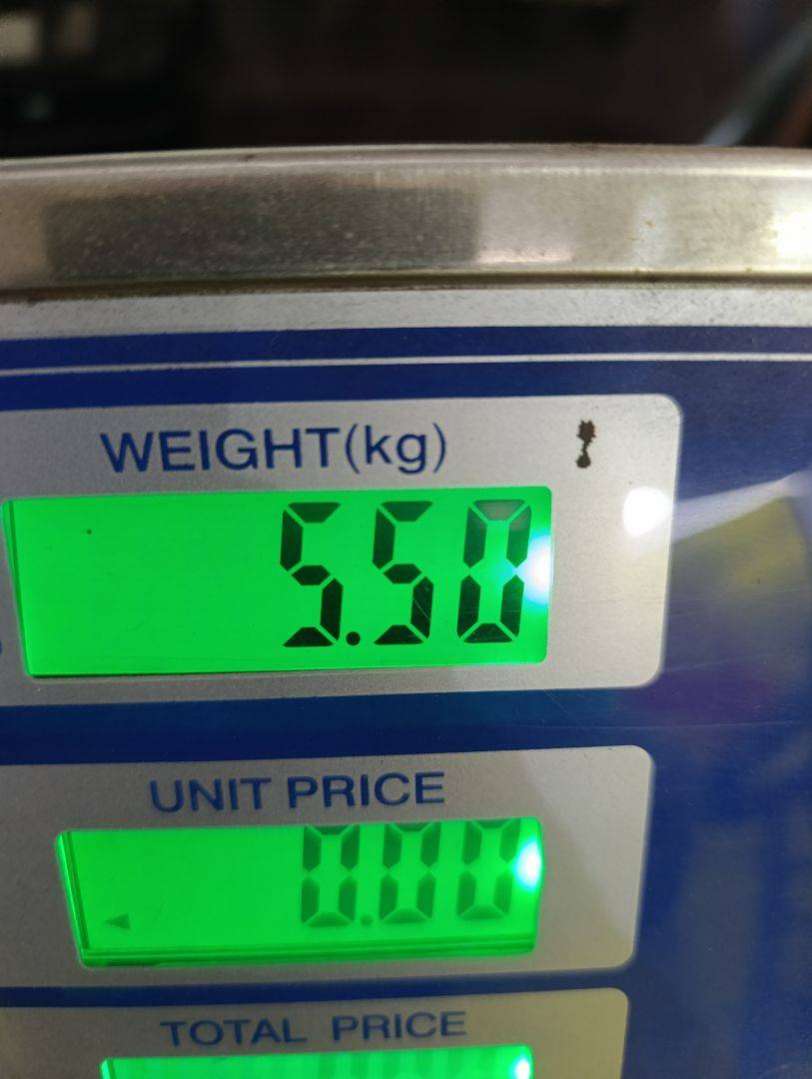 WEIGHT(kg)
5.50
UNIT PRICE
0.00
TOTAL PRICE